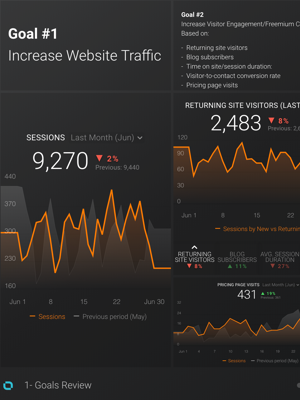 Goal #1
Increase Website Traffic
SESSIONS Last Month (Jun)
9,270 ▼ 2%
Previous: 9,440
440
370
300
230
160
Jun 1 8 15 22 Jun 30
Sessions Previous period (May)
Goal #2
Increase Visitor Engagement/Freemium C
Based on:
- Returning site visitors
- Blog subscribers
- Time on site/session duration:
- Visitor-to-contact conversion rate
- Pricing page visits
RETURNING SITE VISITORS (LAST
2,483 ▼ 8%
Previous: 2,6
120
90
60
30
0
Jun 1 8 15 22
Sessions by New vs Returnin
RETURNING SITE VISITORS
▼ 8%
BLOG SUBSCRIBERS
▲ 11%
AVG. SESSION DURATION
▼ 27%
PRICING PAGE VISITS Last Month (Jun)
431 ▲ 19%
Sessions Previous period (May)
1- Goals Review